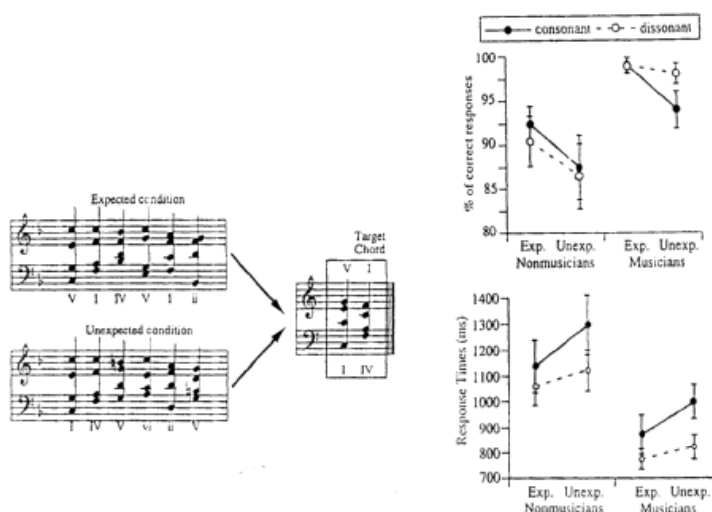 consonant dissonant
100
95
90
85
80
% of correct responses
Exp. Unexp. Exp. Unexp.
Nonmusicians Musicians
Expected condition
V I IV V I ii
Unexpected condition
I IV V vi ii V
Target
Chord
V I
I IV
1400
1300
1200
1100
1000
900
800
700
Response Times (ms)
Exp. Unexp. Exp. Unexp.
Nonmusicians Musicians